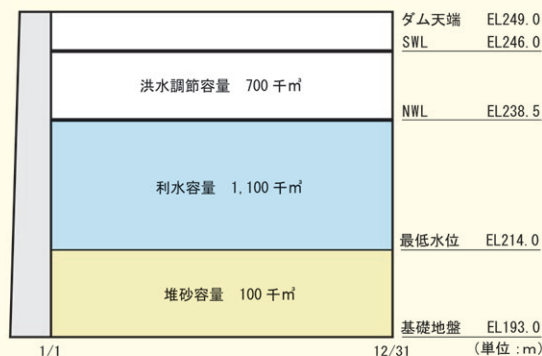 ダム天端 EL249.0
SWL EL246.0
洪水調節容量 700 千㎥
NWL EL238.5
利水容量 1,100 千㎥
最低水位 EL214.0
堆砂容量 100 千㎥
基礎地盤 EL193.0
1/1 12/31 (単位:m)